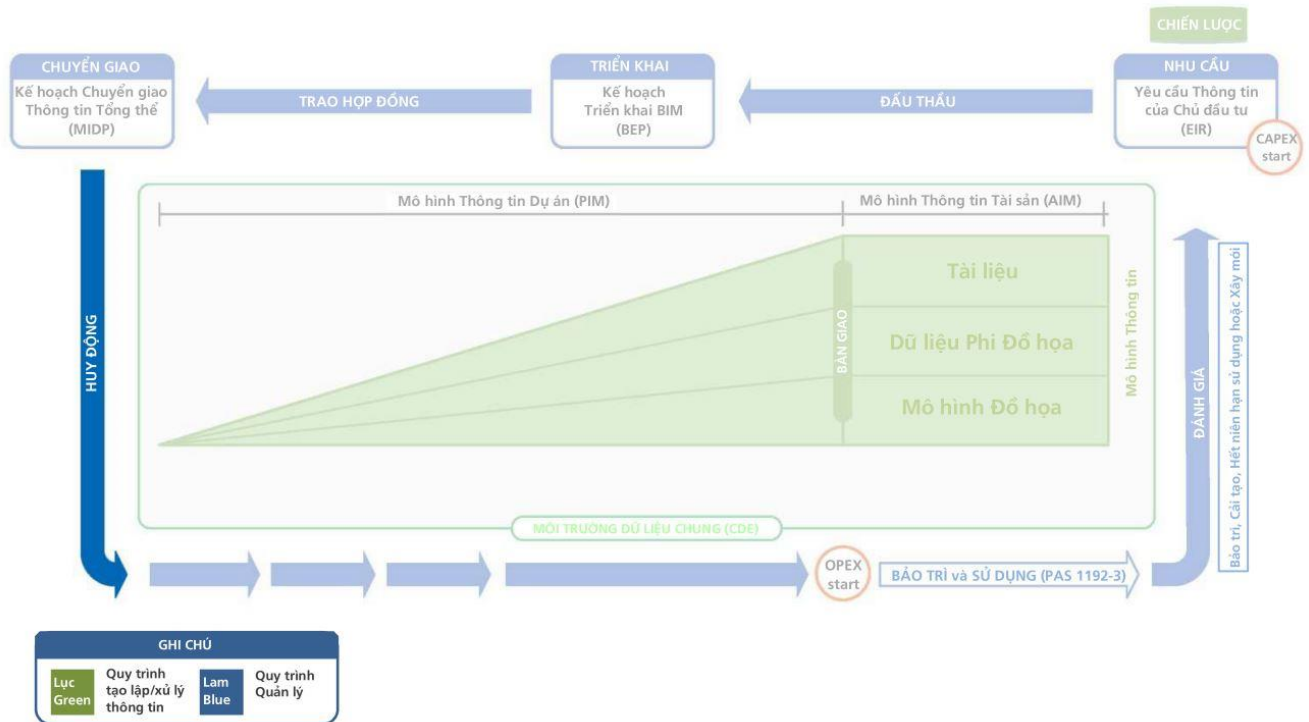 CHIẾN LƯỢC
CHUYỂN GIAO
Kế hoạch Chuyển giao
Thông tin Tổng thể
(MIDP)
TRAO HỢP ĐỒNG
TRIỂN KHAI
Kế hoạch
Triển khai BIM
(BEP)
ĐẤU THẦU
NHU CẦU
Yêu cầu Thông tin
của Chủ đầu tư
(EIR)
CAPEX
start
HUY ĐỘNG
Mô hình Thông tin Dự án (PIM)
Mô hình Thông tin Tài sản (AIM)
BÀN GIAO
Tài liệu
Dữ liệu Phi Đồ họa
Mô hình Đồ họa
Mô hình Thông tin
ĐÁNH GIÁ
Bảo trì, Cải tạo, Hết niên hạn sử dụng hoặc Xây mới
MÔI TRƯỜNG DỮ LIỆU CHUNG (CDE)
OPEX
start
BẢO TRÌ và SỬ DỤNG (PAS 1192-3)
GHI CHÚ
Lục
Green
Quy trình
tạo lập/xủ lý
thông tin
Lam
Blue
Quy trình
Quản lý